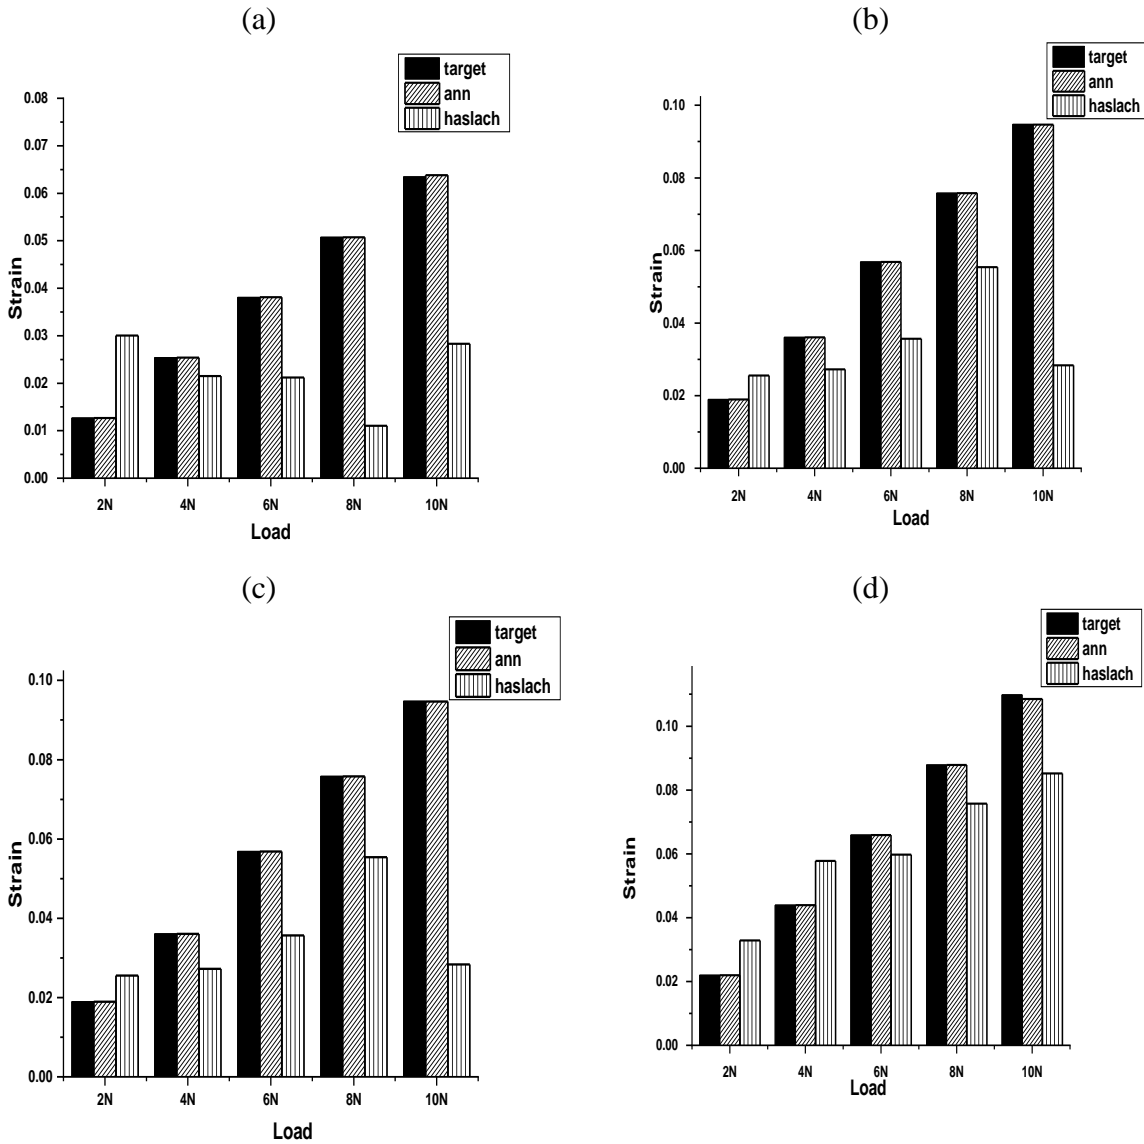 (a)
target
ann
haslach
0.08
0.07
0.06
0.05
0.04
0.03
0.02
0.01
0.00
Strain
2N 4N 6N 8N 10N
Load
(b)
target
ann
haslach
0.10
0.08
0.06
0.04
0.02
0.00
Strain
2N 4N 6N 8N 10N
Load
(c)
target
ann
haslach
0.10
0.08
0.06
0.04
0.02
0.00
Strain
2N 4N 6N 8N 10N
Load
(d)
target
ann
haslach
0.10
0.08
0.06
0.04
0.02
0.00
Strain
2N 4N 6N 8N 10N
Load